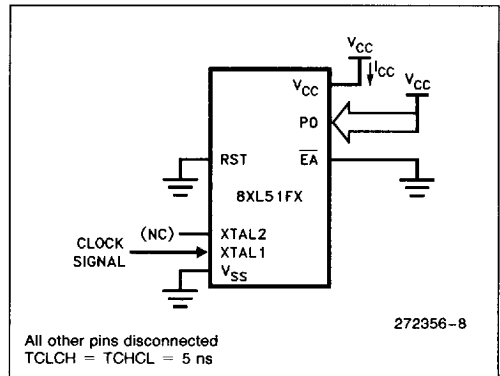 VCC
ICC
VCC
VCC
P0
RST
EA
8XL51FX
(NC)
XTAL2
CLOCK
SIGNAL
XTAL1
VSS
272356-8
All other pins disconnected
TCLCH = TCHCL = 5 ns